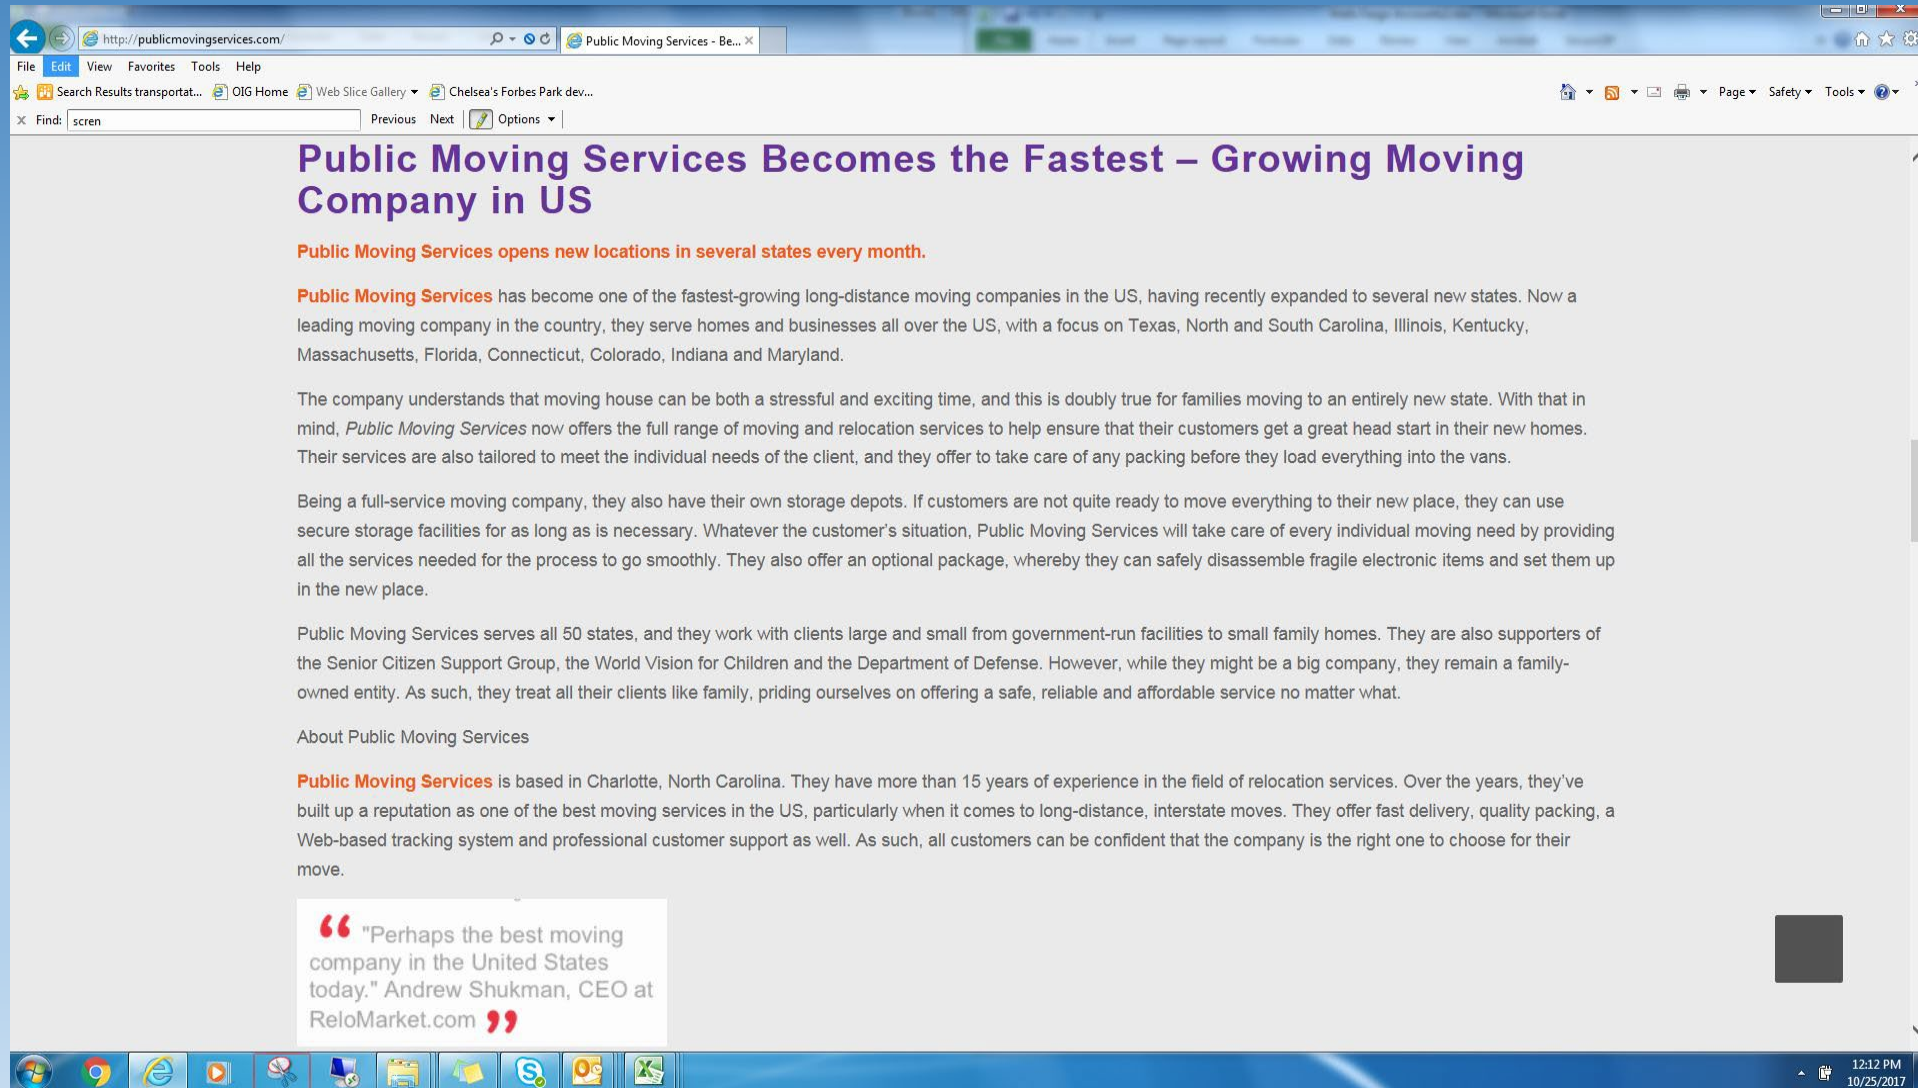 http://publicmovingservices.com/
Public Moving Services - Be...
File Edit View Favorites Tools Help
Search Results transportat... OIG Home Web Slice Gallery Chelsea's Forbes Park dev...
Page Safety Tools
x Find: scren Previous Next Options
Public Moving Services Becomes the Fastest – Growing Moving
Company in US
Public Moving Services opens new locations in several states every month.
Public Moving Services has become one of the fastest-growing long-distance moving companies in the US, having recently expanded to several new states. Now a
leading moving company in the country, they serve homes and businesses all over the US, with a focus on Texas, North and South Carolina, Illinois, Kentucky,
Massachusetts, Florida, Connecticut, Colorado, Indiana and Maryland.
The company understands that moving house can be both a stressful and exciting time, and this is doubly true for families moving to an entirely new state. With that in
mind, Public Moving Services now offers the full range of moving and relocation services to help ensure that their customers get a great head start in their new homes.
Their services are also tailored to meet the individual needs of the client, and they offer to take care of any packing before they load everything into the vans.
Being a full-service moving company, they also have their own storage depots. If customers are not quite ready to move everything to their new place, they can use
secure storage facilities for as long as is necessary. Whatever the customer's situation, Public Moving Services will take care of every individual moving need by providing
all the services needed for the process to go smoothly. They also offer an optional package, whereby they can safely disassemble fragile electronic items and set them up
in the new place.
Public Moving Services serves all 50 states, and they work with clients large and small from government-run facilities to small family homes. They are also supporters of
the Senior Citizen Support Group, the World Vision for Children and the Department of Defense. However, while they might be a big company, they remain a family-
owned entity. As such, they treat all their clients like family, priding ourselves on offering a safe, reliable and affordable service no matter what.
About Public Moving Services
Public Moving Services is based in Charlotte, North Carolina. They have more than 15 years of experience in the field of relocation services. Over the years, they've
built up a reputation as one of the best moving services in the US, particularly when it comes to long-distance, interstate moves. They offer fast delivery, quality packing, a
Web-based tracking system and professional customer support as well. As such, all customers can be confident that the company is the right one to choose for their
move.
“ "Perhaps the best moving
company in the United States
today." Andrew Shukman, CEO at
ReloMarket.com ”
12:12 PM
10/25/2017